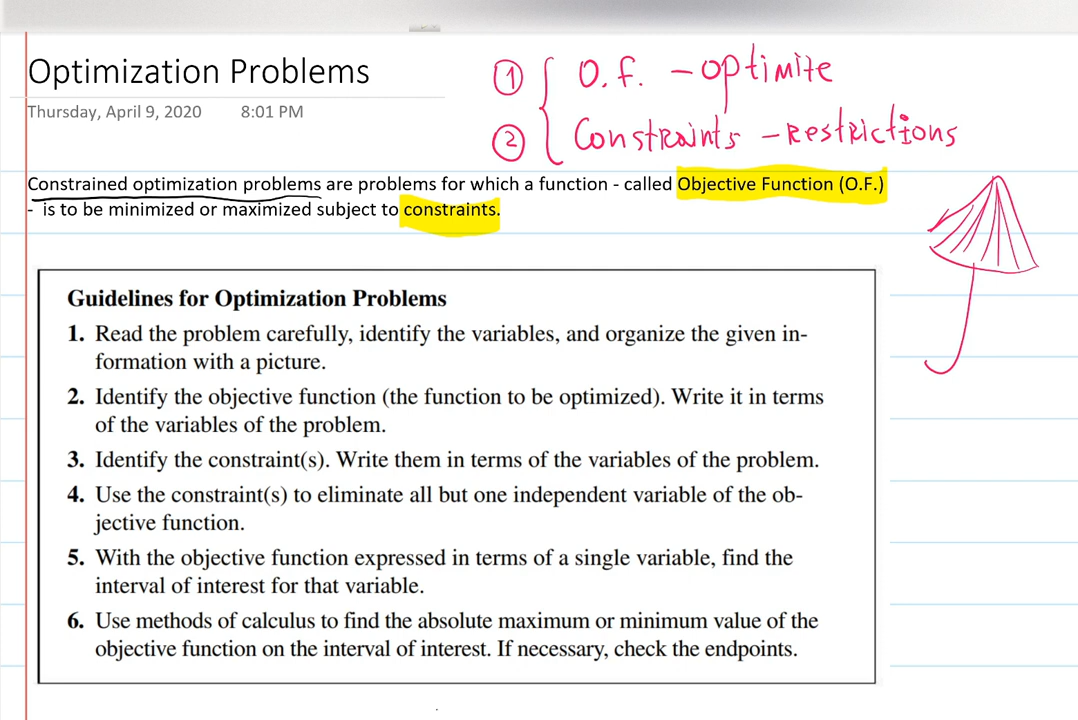 Optimization Problems
Thursday, April 9, 2020 8:01 PM
① O.F. - optimite
② Constraints - Restrictions
Constrained optimization problems are problems for which a function - called Objective Function (O.F.)
- is to be minimized or maximized subject to constraints.
Guidelines for Optimization Problems
1. Read the problem carefully, identify the variables, and organize the given in-
formation with a picture.
2. Identify the objective function (the function to be optimized). Write it in terms
of the variables of the problem.
3. Identify the constraint(s). Write them in terms of the variables of the problem.
4. Use the constraint(s) to eliminate all but one independent variable of the ob-
jective function.
5. With the objective function expressed in terms of a single variable, find the
interval of interest for that variable.
6. Use methods of calculus to find the absolute maximum or minimum value of the
objective function on the interval of interest. If necessary, check the endpoints.